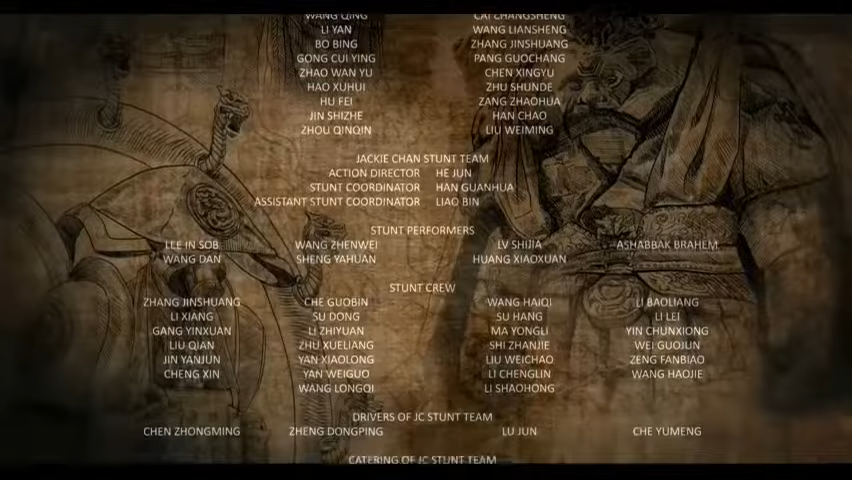 WANG QING CAI CHANGSHENG
LI YAN WANG LIANSHENG
BO BING ZHANG JINSHUANG
GONG CUI YING PANG GUOCHANG
ZHAO WAN YU CHEN XINGYU
HAO XUHUI ZHU SHUNDE
HU FEI ZANG ZHAOHUA
JIN SHIZHE HAN CHAO
ZHOU QINQIN LIU WEIMING
JACKIE CHAN STUNT TEAM
ACTION DIRECTOR HE JUN
STUNT COORDINATOR HAN GUANHUA
ASSISTANT STUNT COORDINATOR LIAO BIN
STUNT PERFORMERS
LEE IN SOB WANG ZHENWEI LV SHIJIA ASHABBAK BRAHEM
WANG DAN SHENG YAHUAN HUANG XIAOXUAN
STUNT CREW
ZHANG JINSHUANG CHE GUOBIN WANG HAIQI LI BAOLIANG
LI XIANG SU DONG SU HANG LI LEI
GANG YINXUAN LI ZHIYUAN MA YONGLI YIN CHUNXIONG
LIU QIAN ZHU XUELIANG SHI ZHANJIE WEI GUOJUN
JIN YANJUN YAN XIAOLONG LIU WEICHAO ZENG FANBIAO
CHENG XIN YAN WEIGUO LI CHENGLIN WANG HAOJIE
WANG LONGQI LI SHAOHONG
DRIVERS OF JC STUNT TEAM
CHEN ZHONGMING ZHENG DONGPING LU JUN CHE YUMENG
CATERING OF JC STUNT TEAM